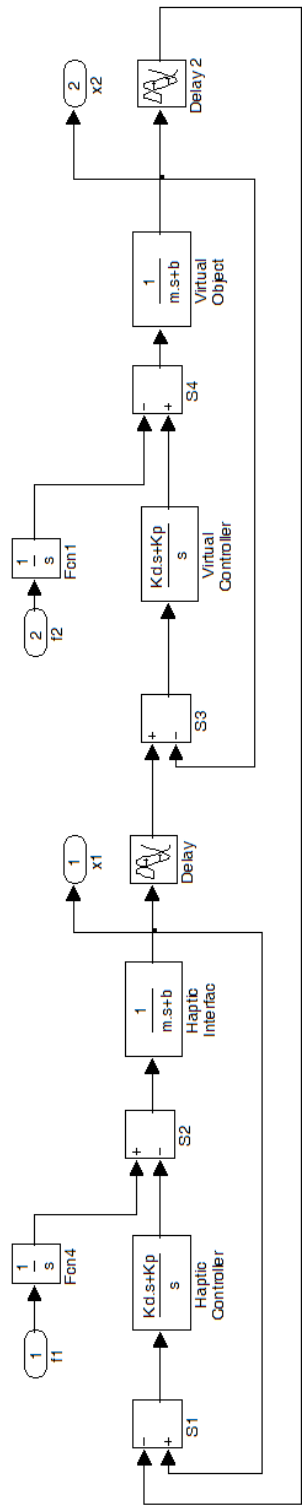 1
f1
1
s
Fcn4
-
+
S1
Kd.s+Kp
s
Haptic
Controller
+
-
S2
1
m.s+b
Haptic
Interfac
1
x1
Delay
+
-
S3
2
f2
1
s
Fcn1
Kd.s+Kp
s
Virtual
Controller
-
+
S4
1
m.s+b
Virtual
Object
2
x2
Delay 2